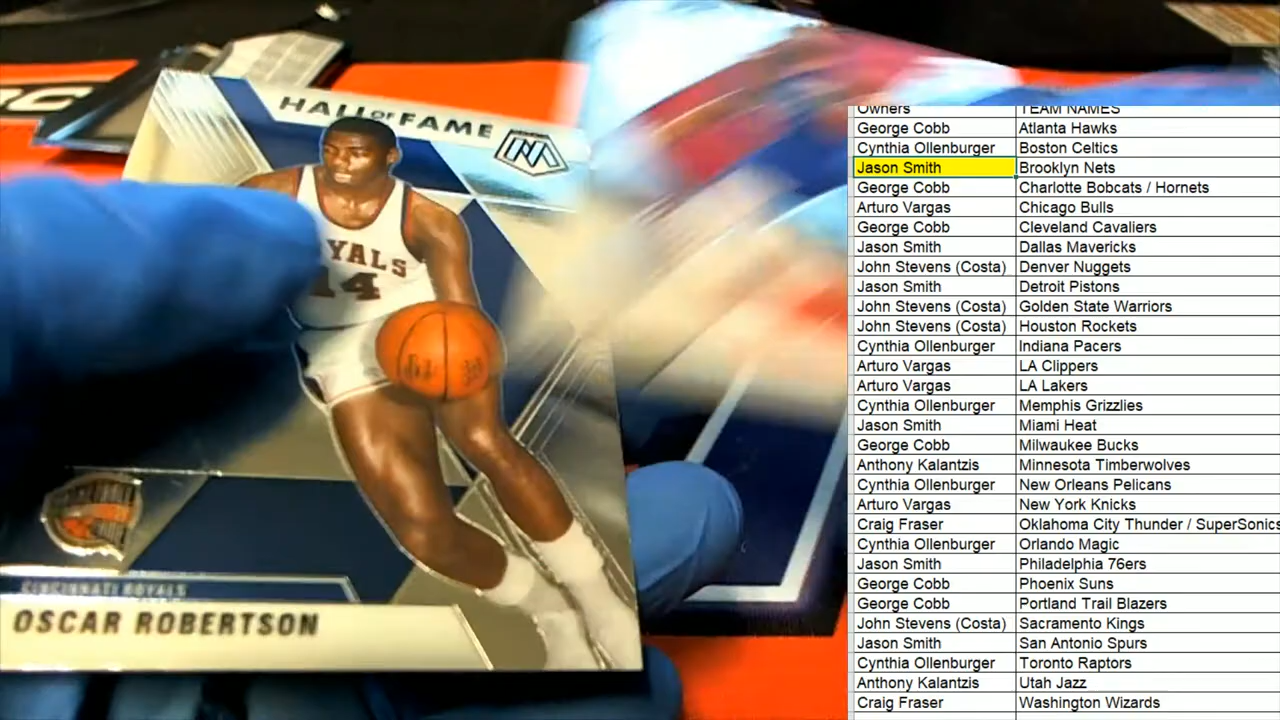 HALL OF FAME
YALS
14
CINCINNATI ROYALS
OSCAR ROBERTSON
Owners TEAM NAMES
George Cobb Atlanta Hawks
Cynthia Ollenburger Boston Celtics
Jason Smith Brooklyn Nets
George Cobb Charlotte Bobcats / Hornets
Arturo Vargas Chicago Bulls
George Cobb Cleveland Cavaliers
Jason Smith Dallas Mavericks
John Stevens (Costa) Denver Nuggets
Jason Smith Detroit Pistons
John Stevens (Costa) Golden State Warriors
John Stevens (Costa) Houston Rockets
Cynthia Ollenburger Indiana Pacers
Arturo Vargas LA Clippers
Arturo Vargas LA Lakers
Cynthia Ollenburger Memphis Grizzlies
Jason Smith Miami Heat
George Cobb Milwaukee Bucks
Anthony Kalantzis Minnesota Timberwolves
Cynthia Ollenburger New Orleans Pelicans
Arturo Vargas New York Knicks
Craig Fraser Oklahoma City Thunder / SuperSonics
Cynthia Ollenburger Orlando Magic
Jason Smith Philadelphia 76ers
George Cobb Phoenix Suns
George Cobb Portland Trail Blazers
John Stevens (Costa) Sacramento Kings
Jason Smith San Antonio Spurs
Cynthia Ollenburger Toronto Raptors
Anthony Kalantzis Utah Jazz
Craig Fraser Washington Wizards